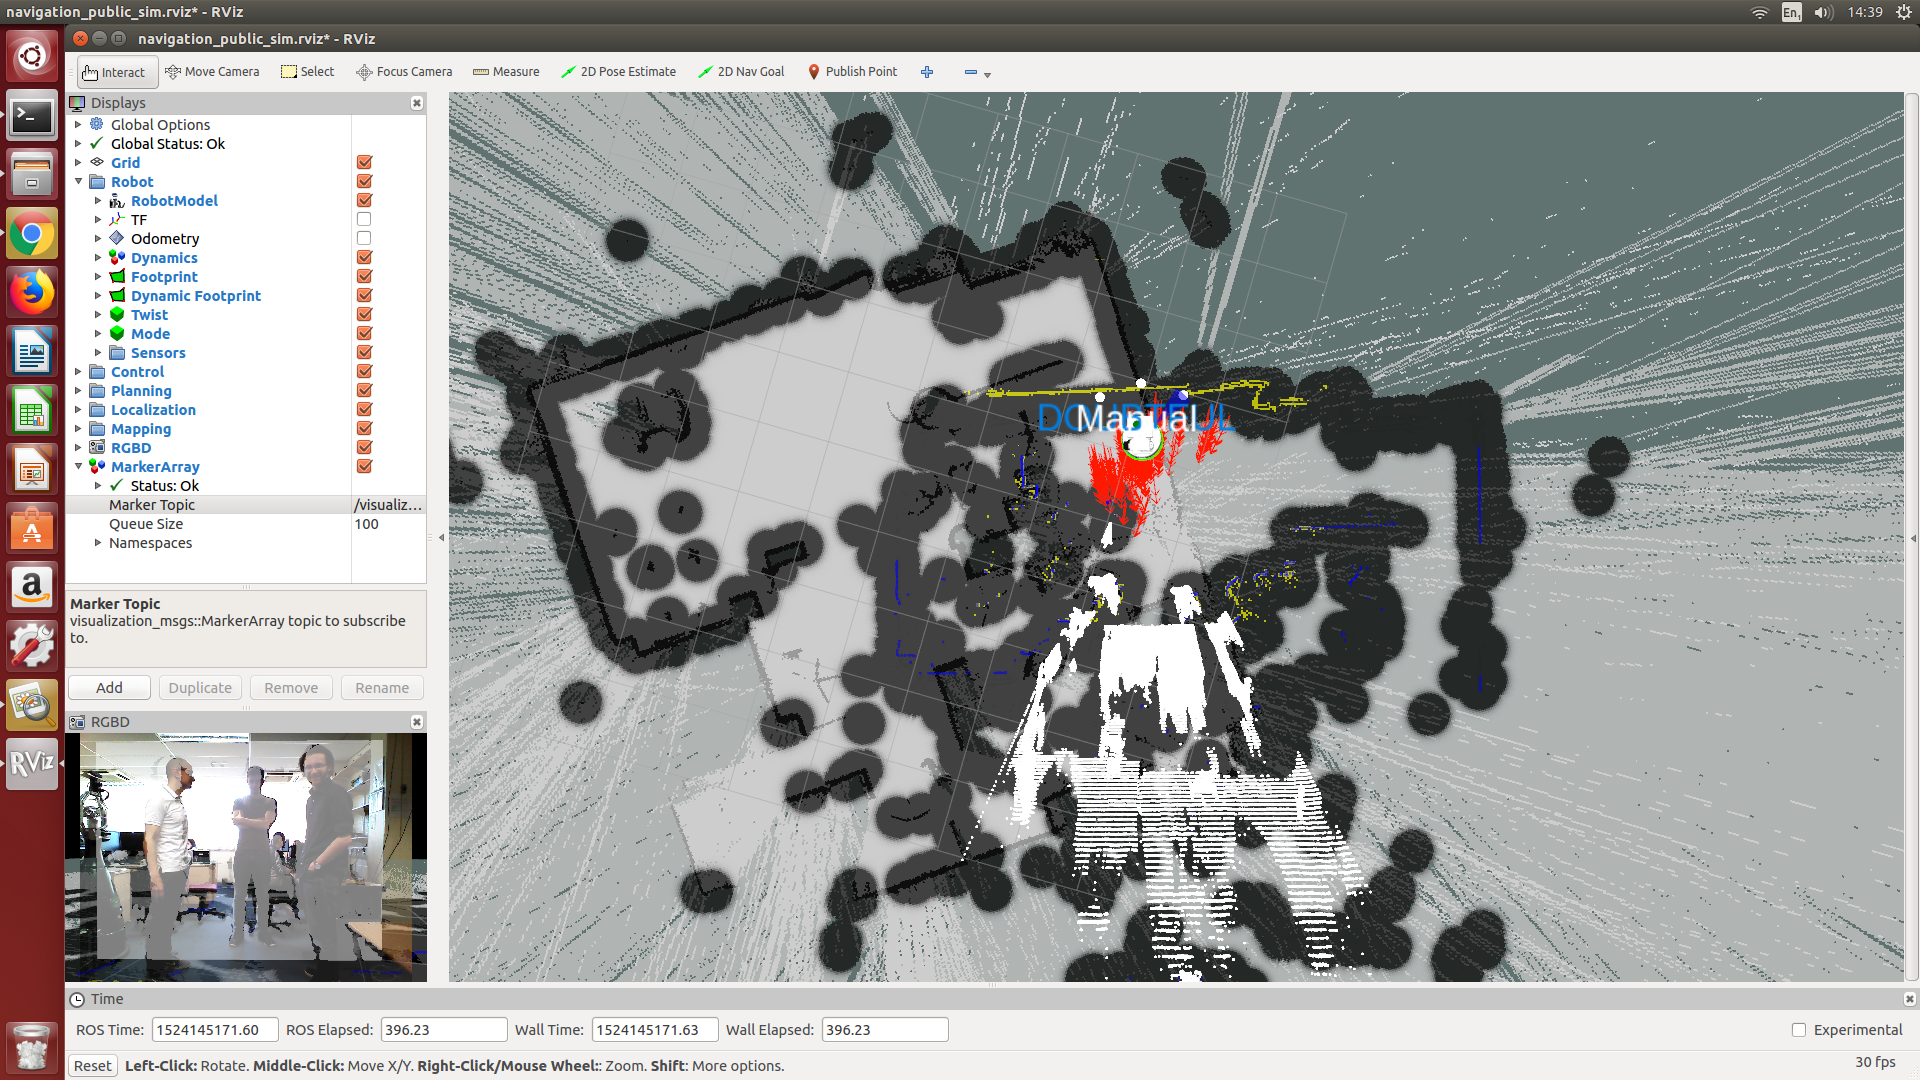 navigation_public_sim.rviz* - RViz
En1
14:39
navigation_public_sim.rviz* - RViz
Interact
Move Camera
Select
Focus Camera
Measure
2D Pose Estimate
2D Nav Goal
Publish Point
Displays
Global Options
Global Status: Ok
Grid
Robot
RobotModel
TF
Odometry
Dynamics
Footprint
Dynamic Footprint
Twist
Mode
Sensors
Control
Planning
Localization
Mapping
RGBD
MarkerArray
Status: Ok
Marker Topic /visualiz...
Queue Size 100
Namespaces
Marker Topic
visualization_msgs::MarkerArray topic to subscribe
to.
Add Duplicate Remove Rename
RGBD
Manual
RViz
Time
ROS Time: 1524145171.60 ROS Elapsed: 396.23 Wall Time: 1524145171.63 Wall Elapsed: 396.23 Experimental
Reset Left-Click: Rotate. Middle-Click: Move X/Y. Right-Click/Mouse Wheel:: Zoom. Shift: More options. 30 fps